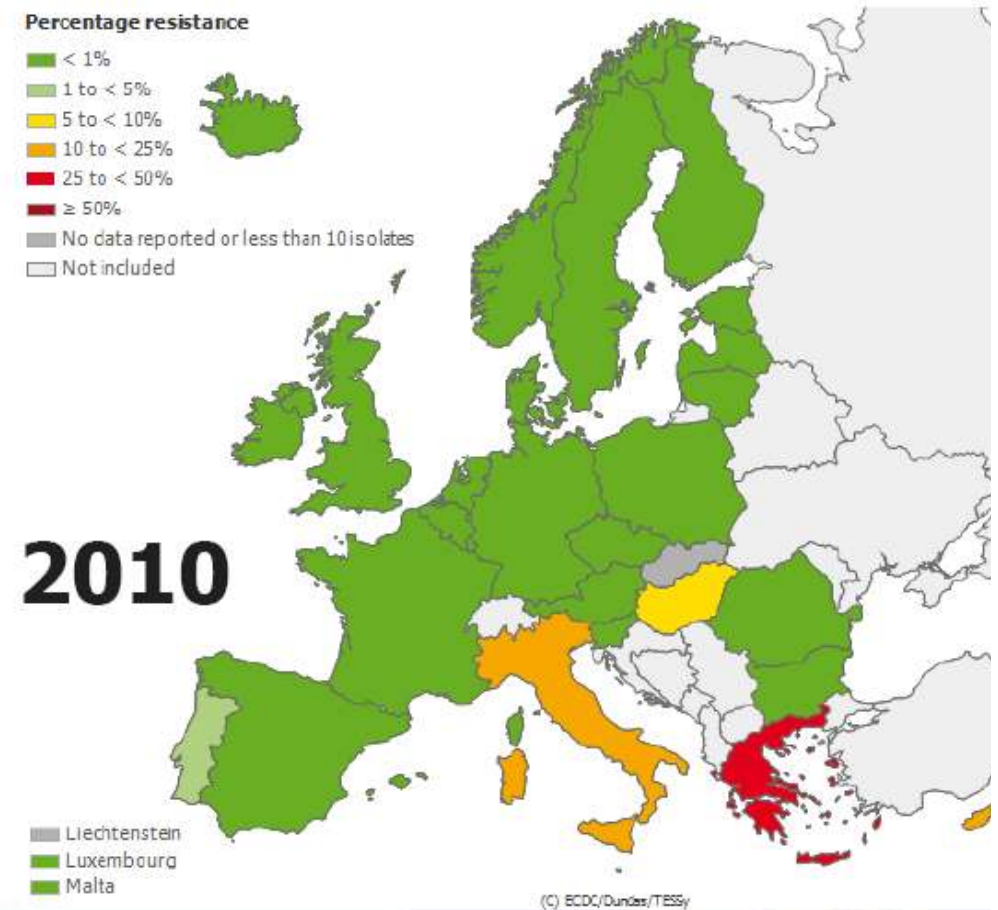 Percentage resistance
< 1%
1 to < 5%
5 to < 10%
10 to < 25%
25 to < 50%
≥ 50%
No data reported or less than 10 isolates
Not included
2010
Liechtenstein
Luxembourg
Malta
(C) ECDC/Dundas/TESSy